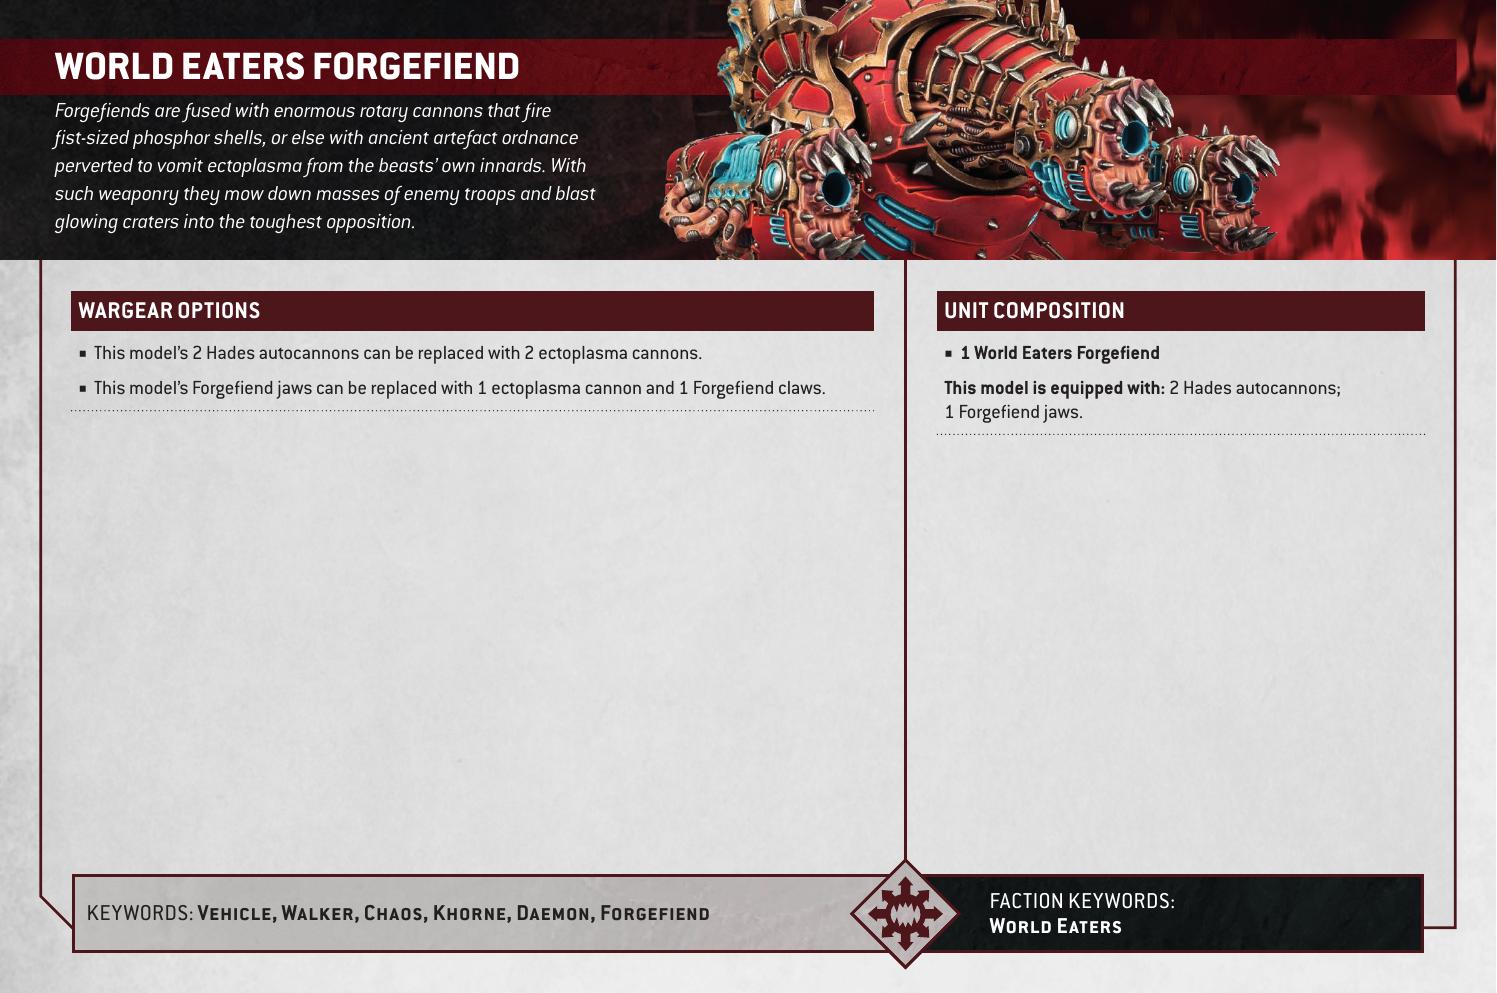 WORLD EATERS FORGEFIEND
Forgefiends are fused with enormous rotary cannons that fire
fist-sized phosphor shells, or else with ancient artefact ordnance
perverted to vomit ectoplasma from the beasts’ own innards. With
such weaponry they mow down masses of enemy troops and blast
glowing craters into the toughest opposition.
WARGEAR OPTIONS
■ This model’s 2 Hades autocannons can be replaced with 2 ectoplasma cannons.
■ This model’s Forgefiend jaws can be replaced with 1 ectoplasma cannon and 1 Forgefiend claws.
UNIT COMPOSITION
■ 1 World Eaters Forgefiend
This model is equipped with: 2 Hades autocannons;
1 Forgefiend jaws.
KEYWORDS: Vehicle, Walker, Chaos, Khorne, Daemon, Forgefiend
FACTION KEYWORDS:
World Eaters